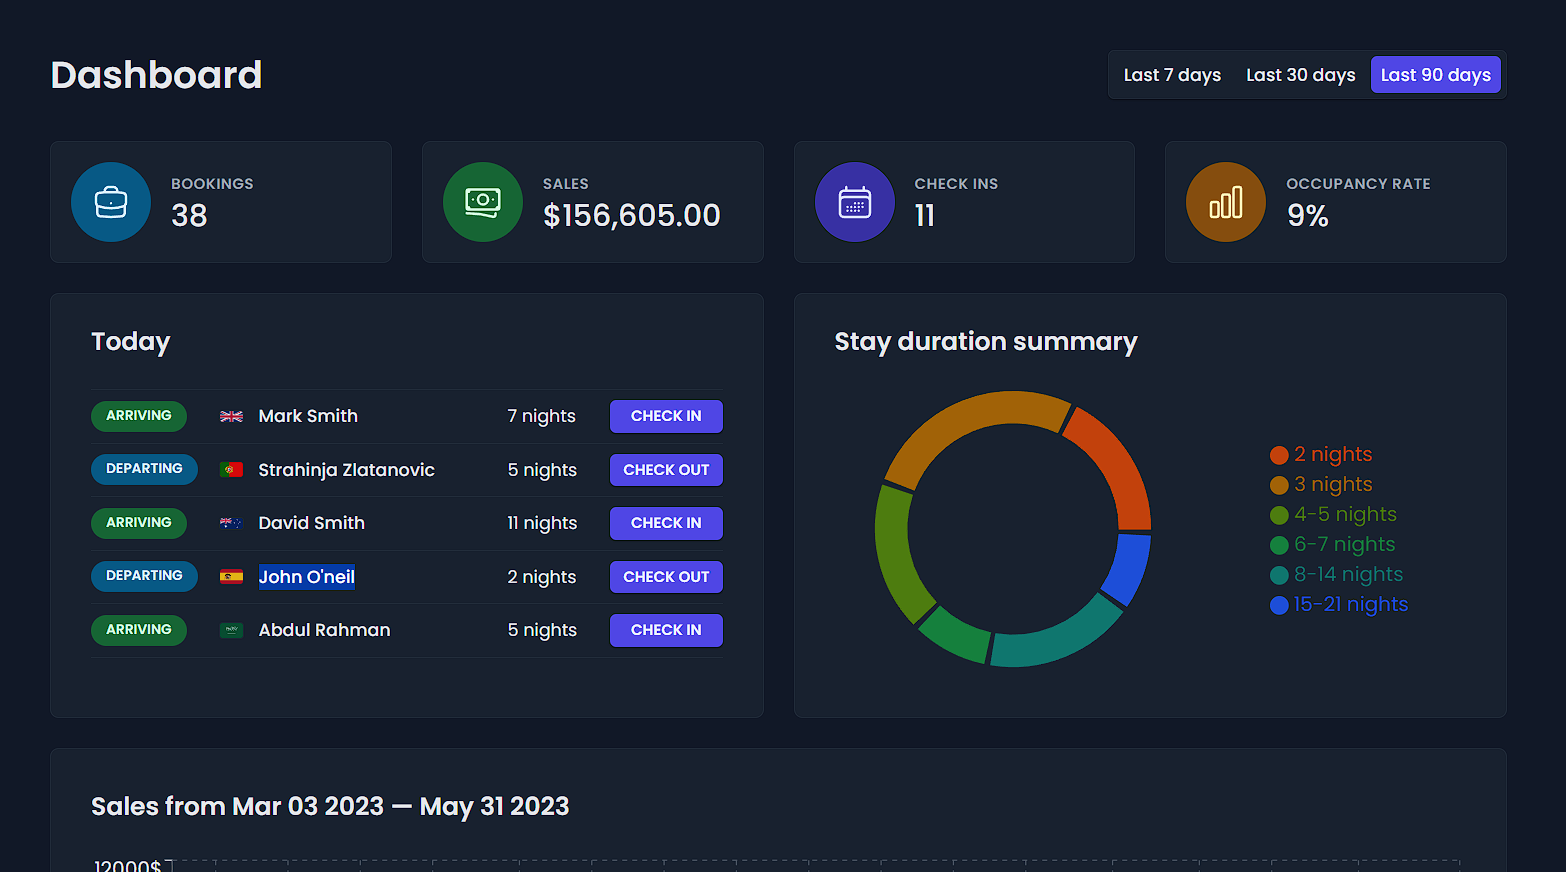 Dashboard
Last 7 days Last 30 days Last 90 days
BOOKINGS
38
SALES
$156,605.00
CHECK INS
11
OCCUPANCY RATE
9%
Today
ARRIVING Mark Smith 7 nights CHECK IN
DEPARTING Strahinja Zlatanovic 5 nights CHECK OUT
ARRIVING David Smith 11 nights CHECK IN
DEPARTING John O'neil 2 nights CHECK OUT
ARRIVING Abdul Rahman 5 nights CHECK IN
Stay duration summary
2 nights
3 nights
4-5 nights
6-7 nights
8-14 nights
15-21 nights
Sales from Mar 03 2023 — May 31 2023
12000$